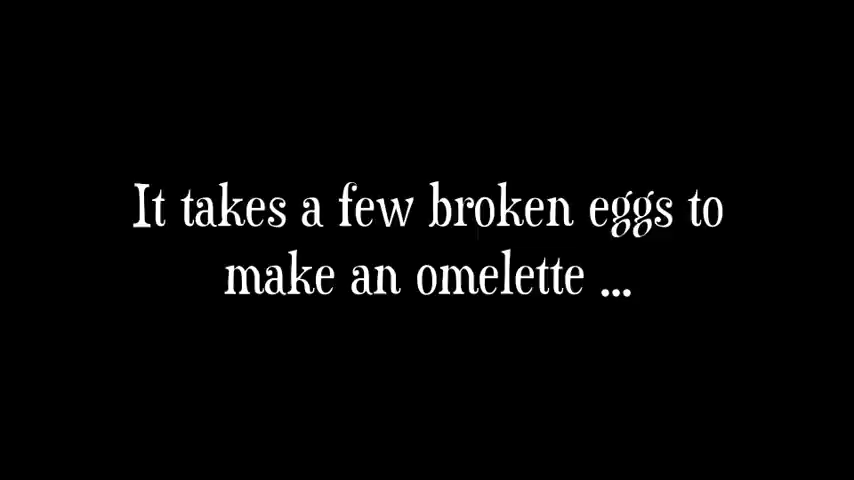 It takes a few broken eggs to
make an omelette ...